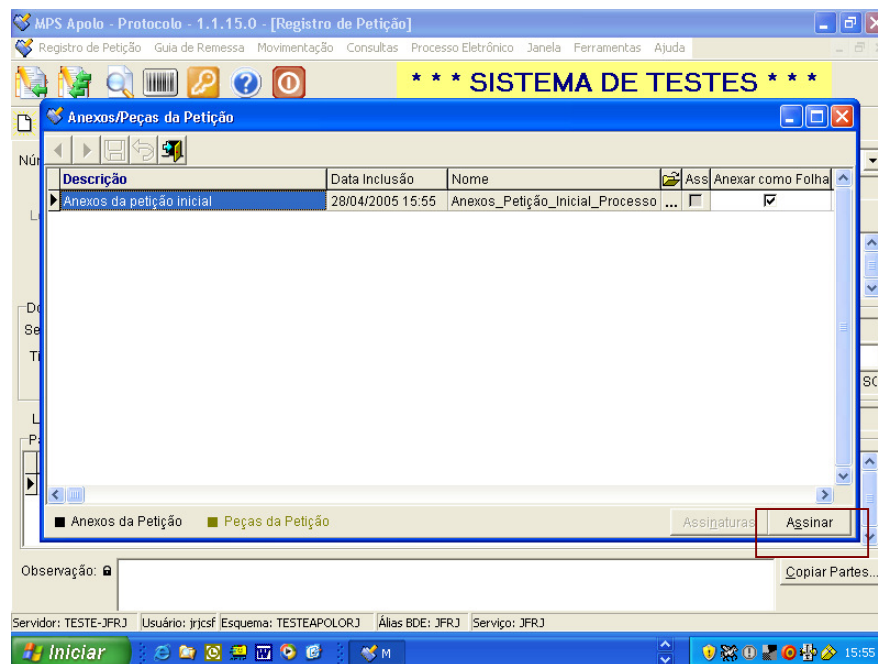 MPS Apolo - Protocolo - 1.1.15.0 - [Registro de Petição]
Registro de Petição Guia de Remessa Movimentação Consultas Processo Eletrônico Janela Ferramentas Ajuda
* * * SISTEMA DE TESTES * * *
Anexos/Peças da Petição
Descrição Data Inclusão Nome Ass Anexar como Folha
Anexos da petição inicial 28/04/2005 15:55 Anexos_Petição_Inicial_Processo ...
Anexos da Petição Peças da Petição Assinaturas Assinar
Observação: Copiar Partes...
Servidor: TESTE-JFRJ Usuário: jrjcsf Esquema: TESTEAPOLORJ Álias BDE: JFRJ Serviço: JFRJ
Iniciar M 15:55